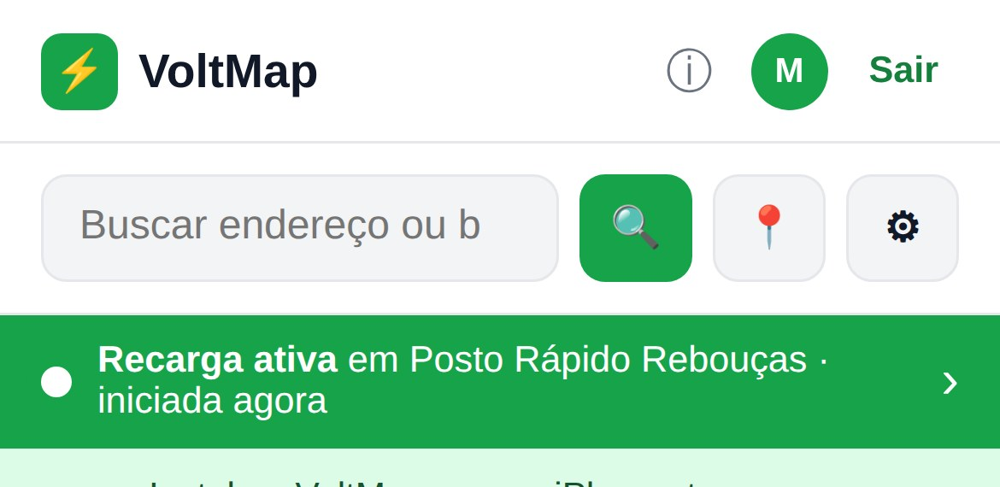 VoltMap
M
Sair
Buscar endereço ou b
Recarga ativa em Posto Rápido Rebouças ·
iniciada agora